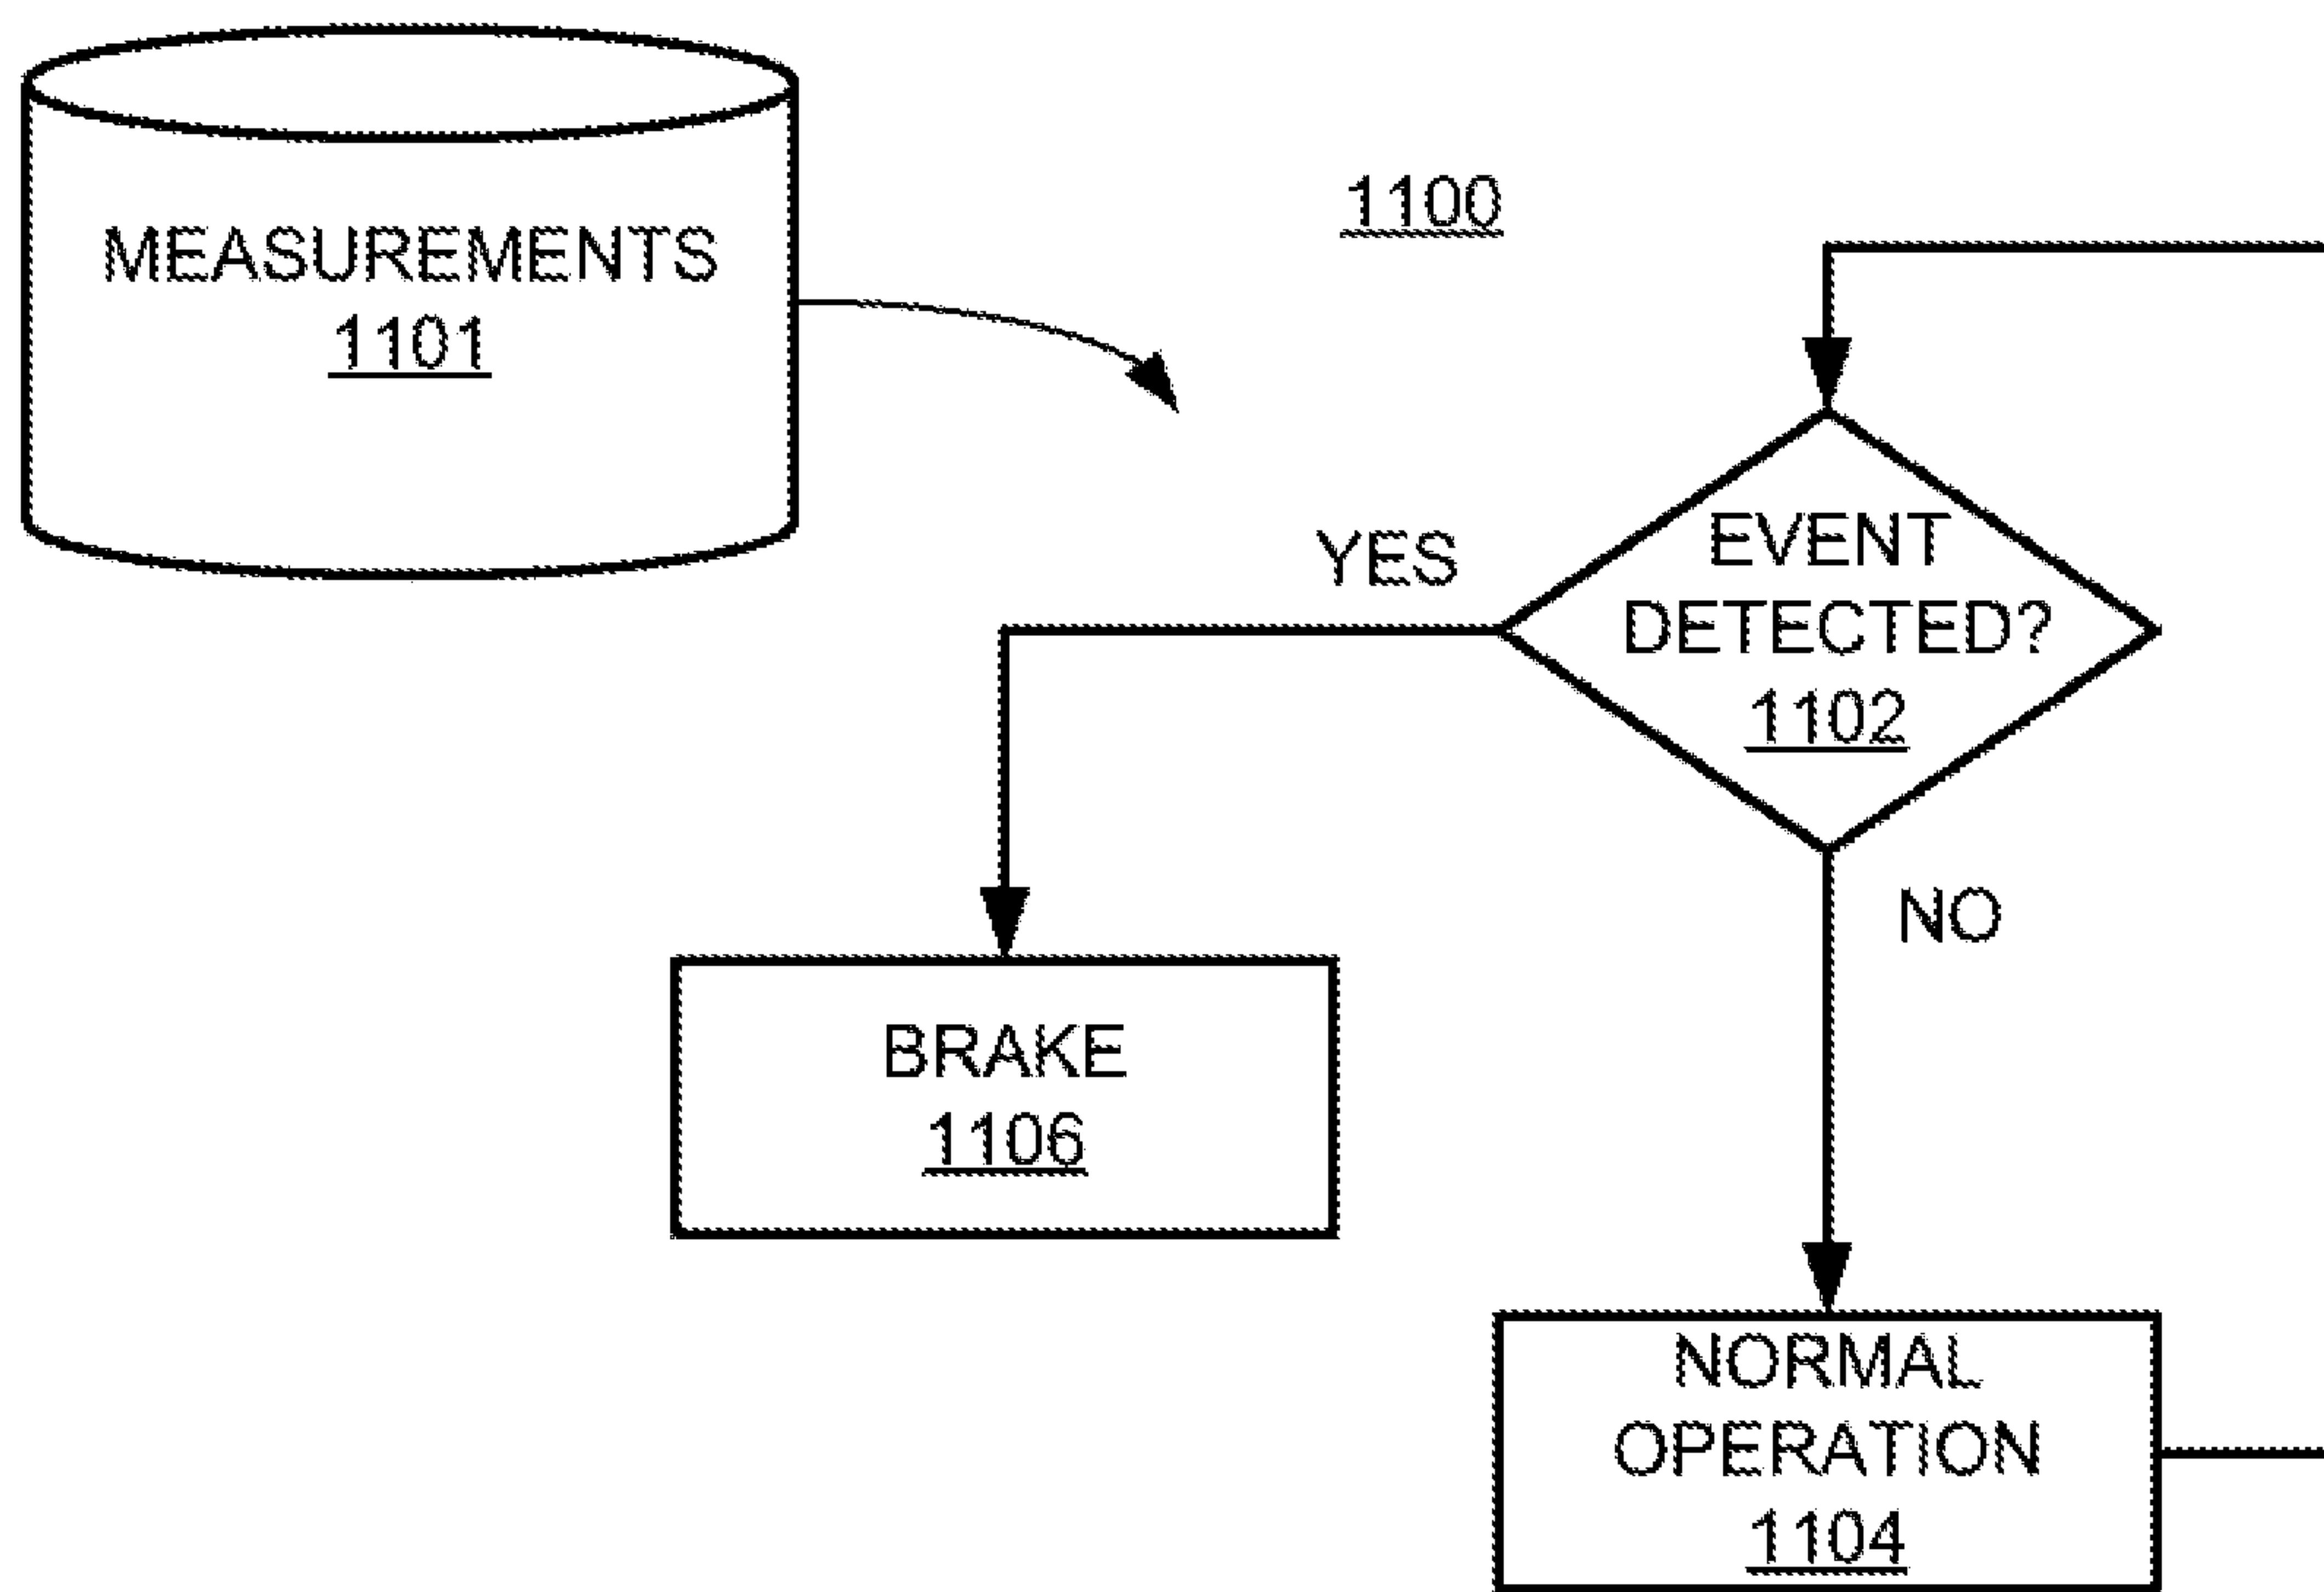 MEASUREMENTS
1101
1100
EVENT
DETECTED?
1102
YES
NO
BRAKE
1106
NORMAL
OPERATION
1104